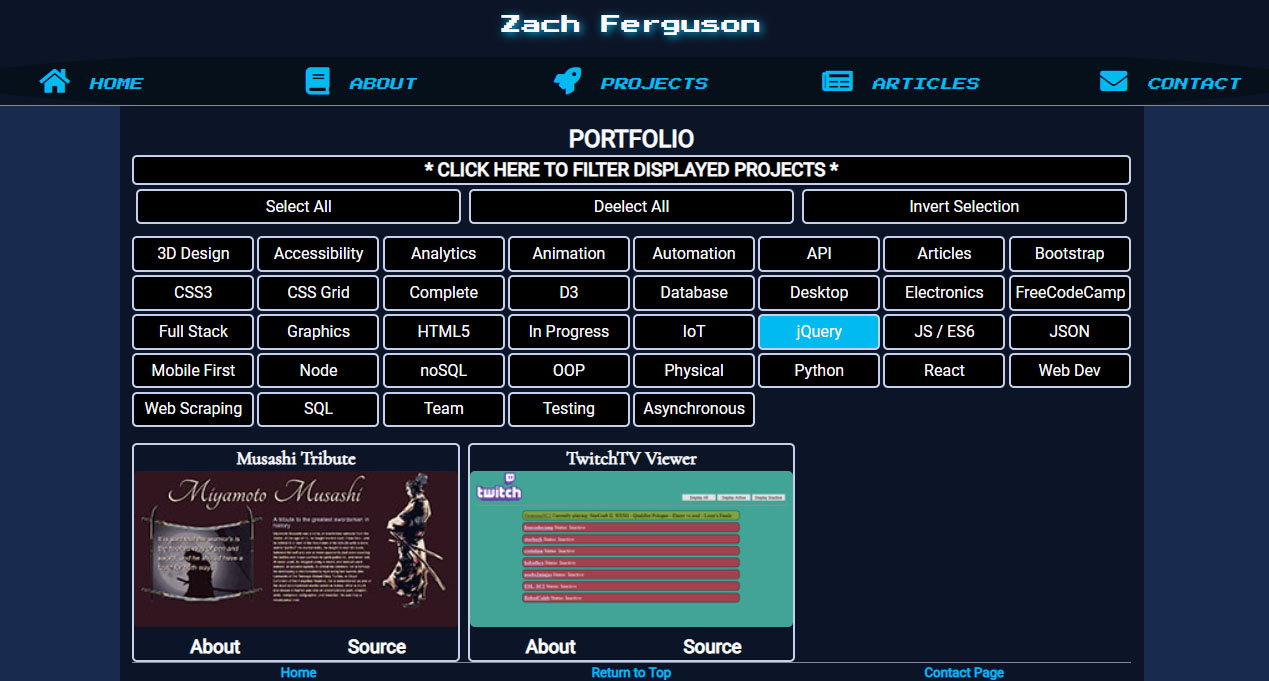 Zach Ferguson
HOME ABOUT PROJECTS ARTICLES CONTACT
PORTFOLIO
* CLICK HERE TO FILTER DISPLAYED PROJECTS *
Select All Deelect All Invert Selection
3D Design Accessibility Analytics Animation Automation API Articles Bootstrap
CSS3 CSS Grid Complete D3 Database Desktop Electronics FreeCodeCamp
Full Stack Graphics HTML5 In Progress IoT jQuery JS / ES6 JSON
Mobile First Node noSQL OOP Physical Python React Web Dev
Web Scraping SQL Team Testing Asynchronous
Musashi Tribute TwitchTV Viewer
Miyamoto Musashi
A tribute to the greatest swordsman in
history
twitch
Display All Display Active Display Inactive
About Source About Source
Home Return to Top Contact Page